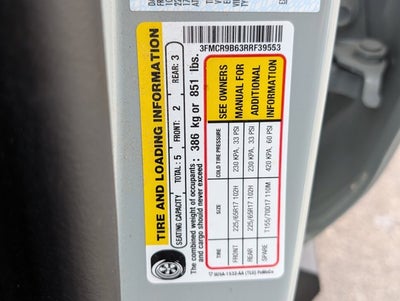 3FMCR9B63RRF39553
TIRE AND LOADING INFORMATION
SEATING CAPACITY TOTAL: 5 FRONT: 2 REAR: 3
The combined weight of occupants
and cargo should never exceed : 386 kg or 851 lbs.
TIRE SIZE COLD TIRE PRESSURE
FRONT 225/65R17 102H 230 KPA, 33 PSI
REAR 225/65R17 102H 230 KPA, 33 PSI
SPARE T155/70D17 110M 420 KPA, 60 PSI
SEE OWNERS
MANUAL FOR
ADDITIONAL
INFORMATION